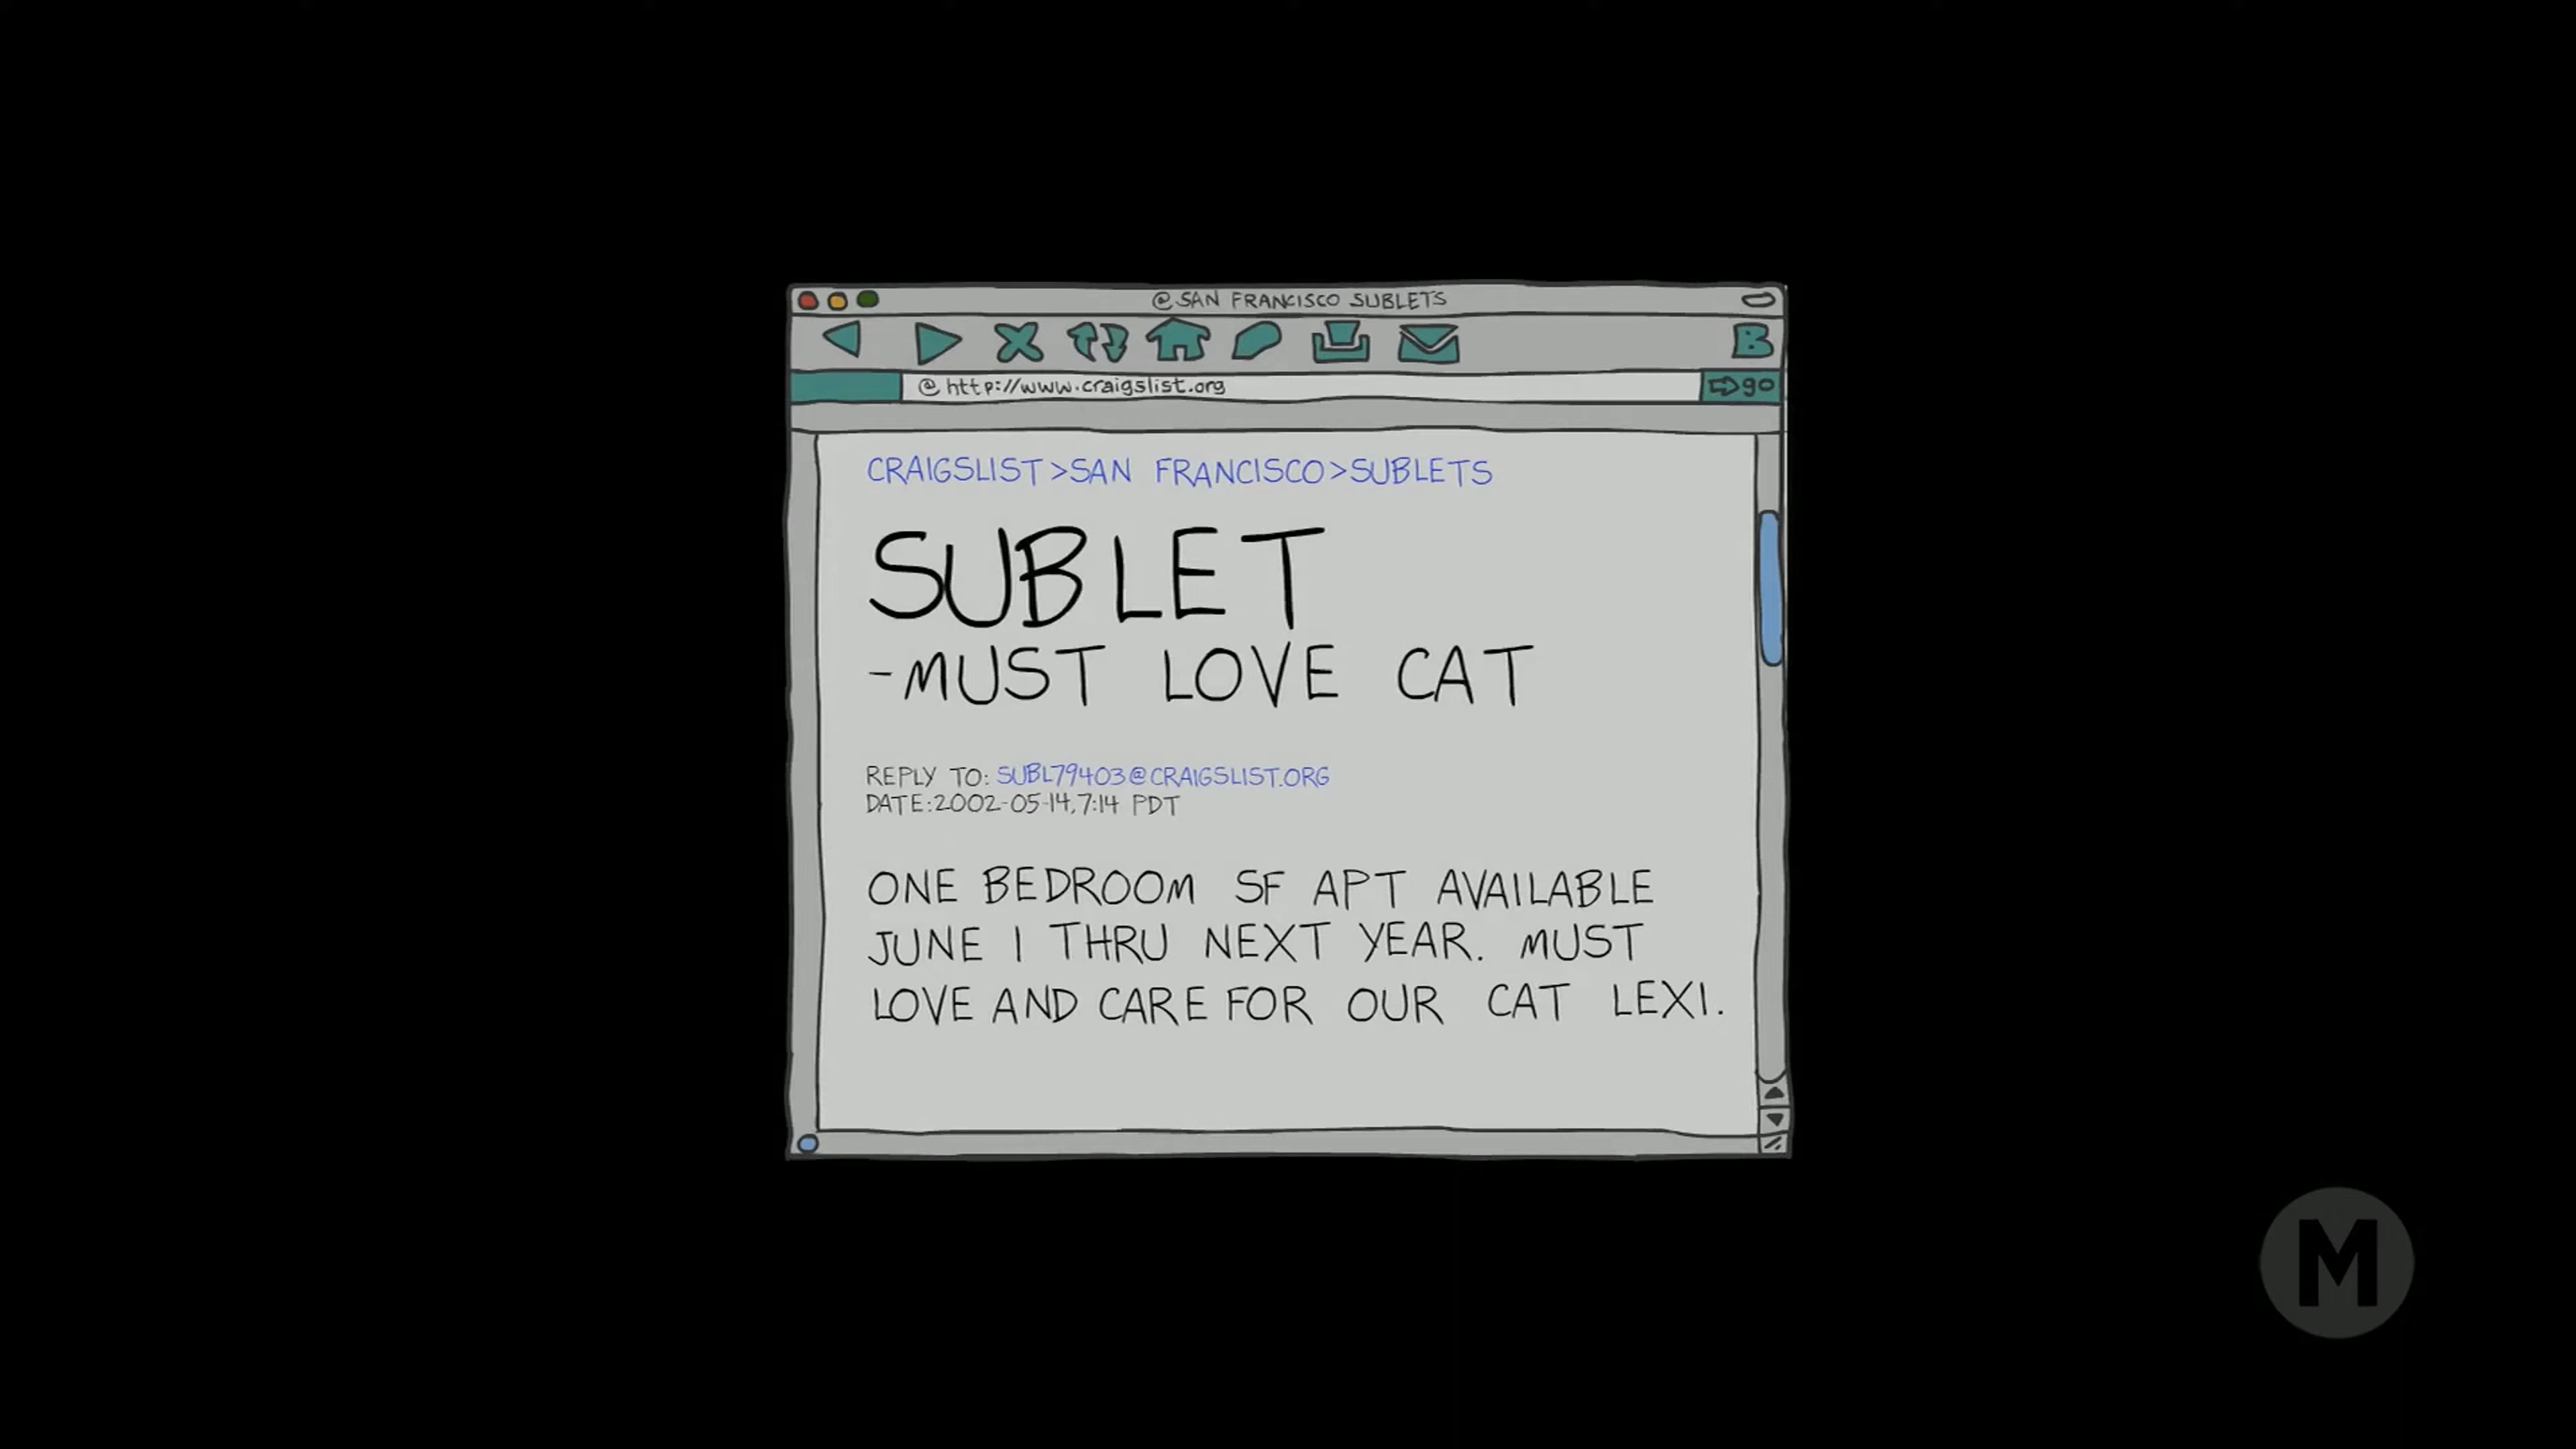 @SAN FRANCISCO SUBLETS
B
@ http://www.craigslist.org
go
CRAIGSLIST>SAN FRANCISCO>SUBLETS
SUBLET
-MUST LOVE CAT
REPLY TO: SUBL79403@CRAIGSLIST.ORG
DATE:2002-05-14,7:14 PDT
ONE BEDROOM SF APT AVAILABLE
JUNE 1 THRU NEXT YEAR. MUST
LOVE AND CARE FOR OUR CAT LEXI.
M